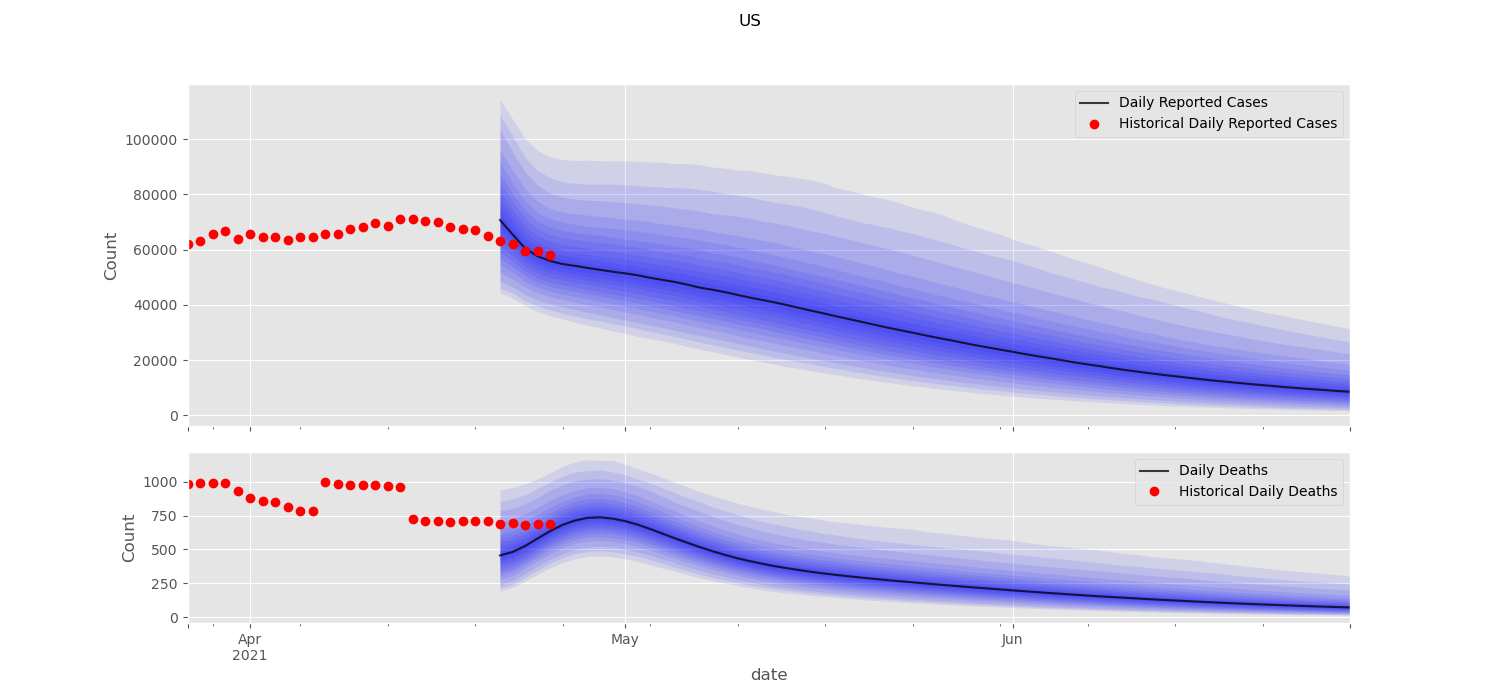 US
Daily Reported Cases
Historical Daily Reported Cases
100000
80000
60000
40000
20000
0
Count
Daily Deaths
Historical Daily Deaths
1000
750
500
250
0
Count
Apr
2021
May
Jun
date